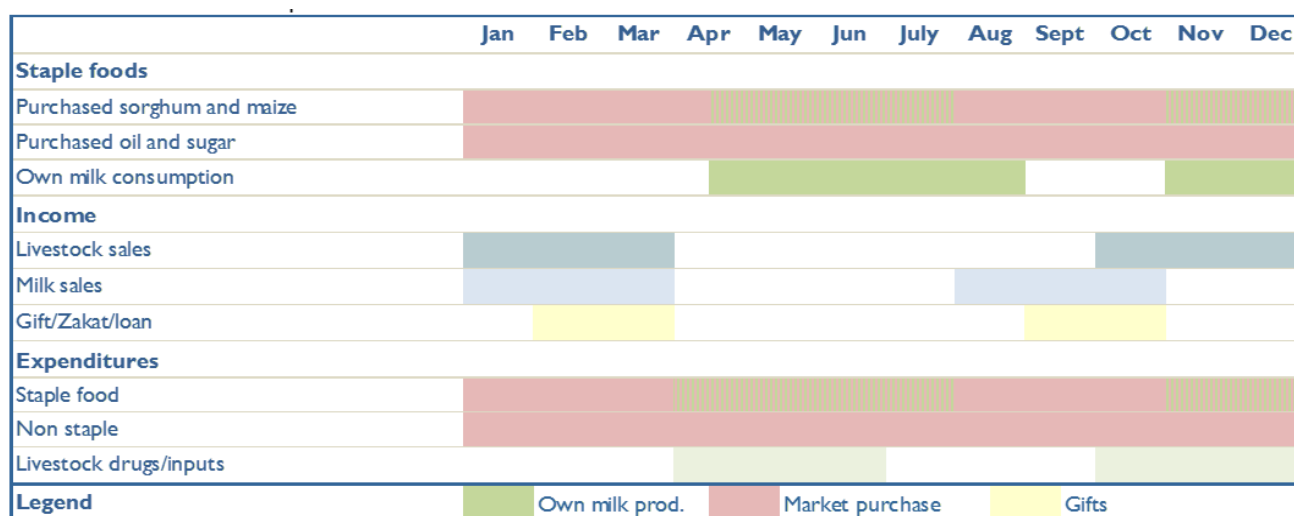 Jan Feb Mar Apr May Jun July Aug Sept Oct Nov Dec
Staple foods
Purchased sorghum and maize
Purchased oil and sugar
Own milk consumption
Income
Livestock sales
Milk sales
Gift/Zakat/loan
Expenditures
Staple food
Non staple
Livestock drugs/inputs
Legend Own milk prod. Market purchase Gifts